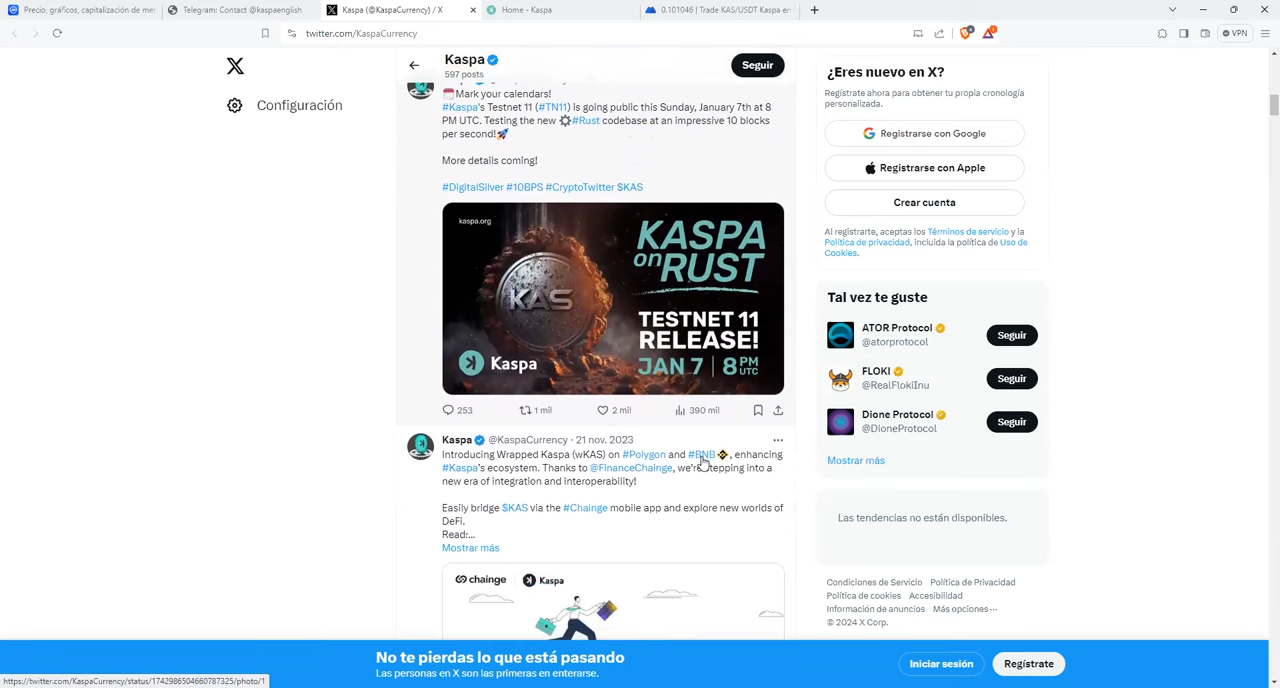 Precio, gráficos, capitalización de mer
Telegram: Contact @kaspaenglish
Kaspa (@KaspaCurrency) / X
Home - Kaspa
0.101046 | Trade KAS/USDT Kaspa en
twitter.com/KaspaCurrency
VPN
Configuración
Kaspa
597 posts
Seguir
Mark your calendars!
#Kaspa's Testnet 11 (#TN11) is going public this Sunday, January 7th at 8
PM UTC. Testing the new ⚙️#Rust codebase at an impressive 10 blocks
per second!🚀
More details coming!
#DigitalSilver #10BPS #CryptoTwitter $KAS
kaspa.org
KASPA
on RUST
KAS
TESTNET 11
RELEASE!
JAN 7 | 8 PM UTC
Kaspa
253
1 mil
2 mil
390 mil
Kaspa @KaspaCurrency · 21 nov. 2023
Introducing Wrapped Kaspa (wKAS) on #Polygon and #BNB, enhancing
#Kaspa's ecosystem. Thanks to @FinanceChainge, we're stepping into a
new era of integration and interoperability!
Easily bridge $KAS via the #Chainge mobile app and explore new worlds of
DeFi.
Read:...
Mostrar más
chainge
Kaspa
¿Eres nuevo en X?
Regístrate ahora para obtener tu propia cronología
personalizada.
Registrarse con Google
Registrarse con Apple
Crear cuenta
Al registrarte, aceptas los Términos de servicio y la
Política de privacidad, incluida la política de Uso de
Cookies.
Tal vez te guste
ATOR Protocol
@atorprotocol
Seguir
FLOKI
@RealFlokiInu
Seguir
Dione Protocol
@DioneProtocol
Seguir
Mostrar más
Las tendencias no están disponibles.
Condiciones de Servicio Política de Privacidad
Política de cookies Accesibilidad
Información de anuncios Más opciones ···
© 2024 X Corp.
No te pierdas lo que está pasando
Las personas en X son las primeras en enterarse.
Iniciar sesión
Regístrate
https://twitter.com/KaspaCurrency/status/1742986504660787325/photo/1